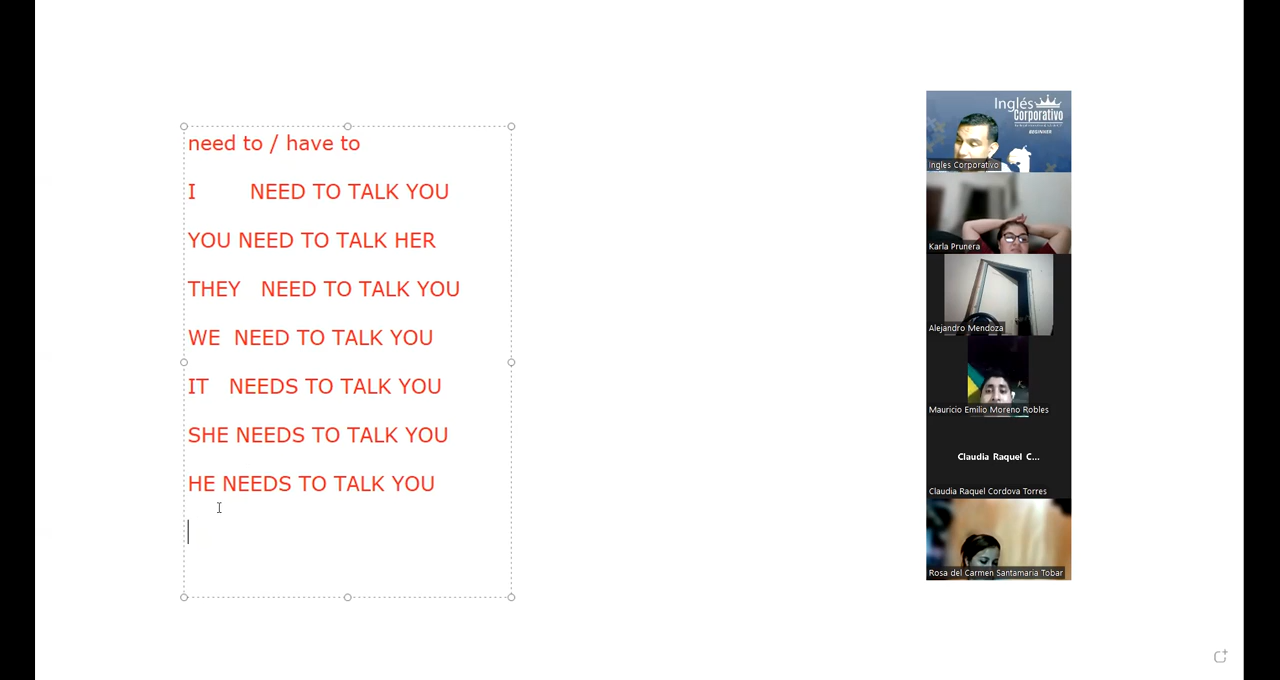 need to / have to
I NEED TO TALK YOU
YOU NEED TO TALK HER
THEY NEED TO TALK YOU
WE NEED TO TALK YOU
IT NEEDS TO TALK YOU
SHE NEEDS TO TALK YOU
HE NEEDS TO TALK YOU
Inglés
Corporativo
BEGINNER
Ingles Corporativo
Karla Prunera
Alejandro Mendoza
Mauricio Emilio Moreno Robles
Claudia Raquel C...
Claudia Raquel Cordova Torres
Rosa del Carmen Santamaria Tobar